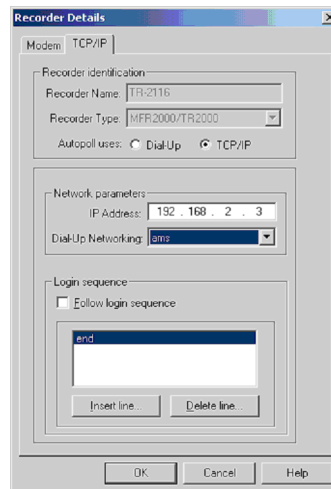 Recorder Details
Modem TCP/IP
Recorder identification
Recorder Name: TR-2116
Recorder Type: MFR2000/TR2000
Autopoll uses: Dial-Up TCP/IP
Network parameters
IP Address: 192 . 168 . 2 . 3
Dial-Up Networking: ams
Login sequence
Follow login sequence
end
Insert line... Delete line...
OK Cancel Help